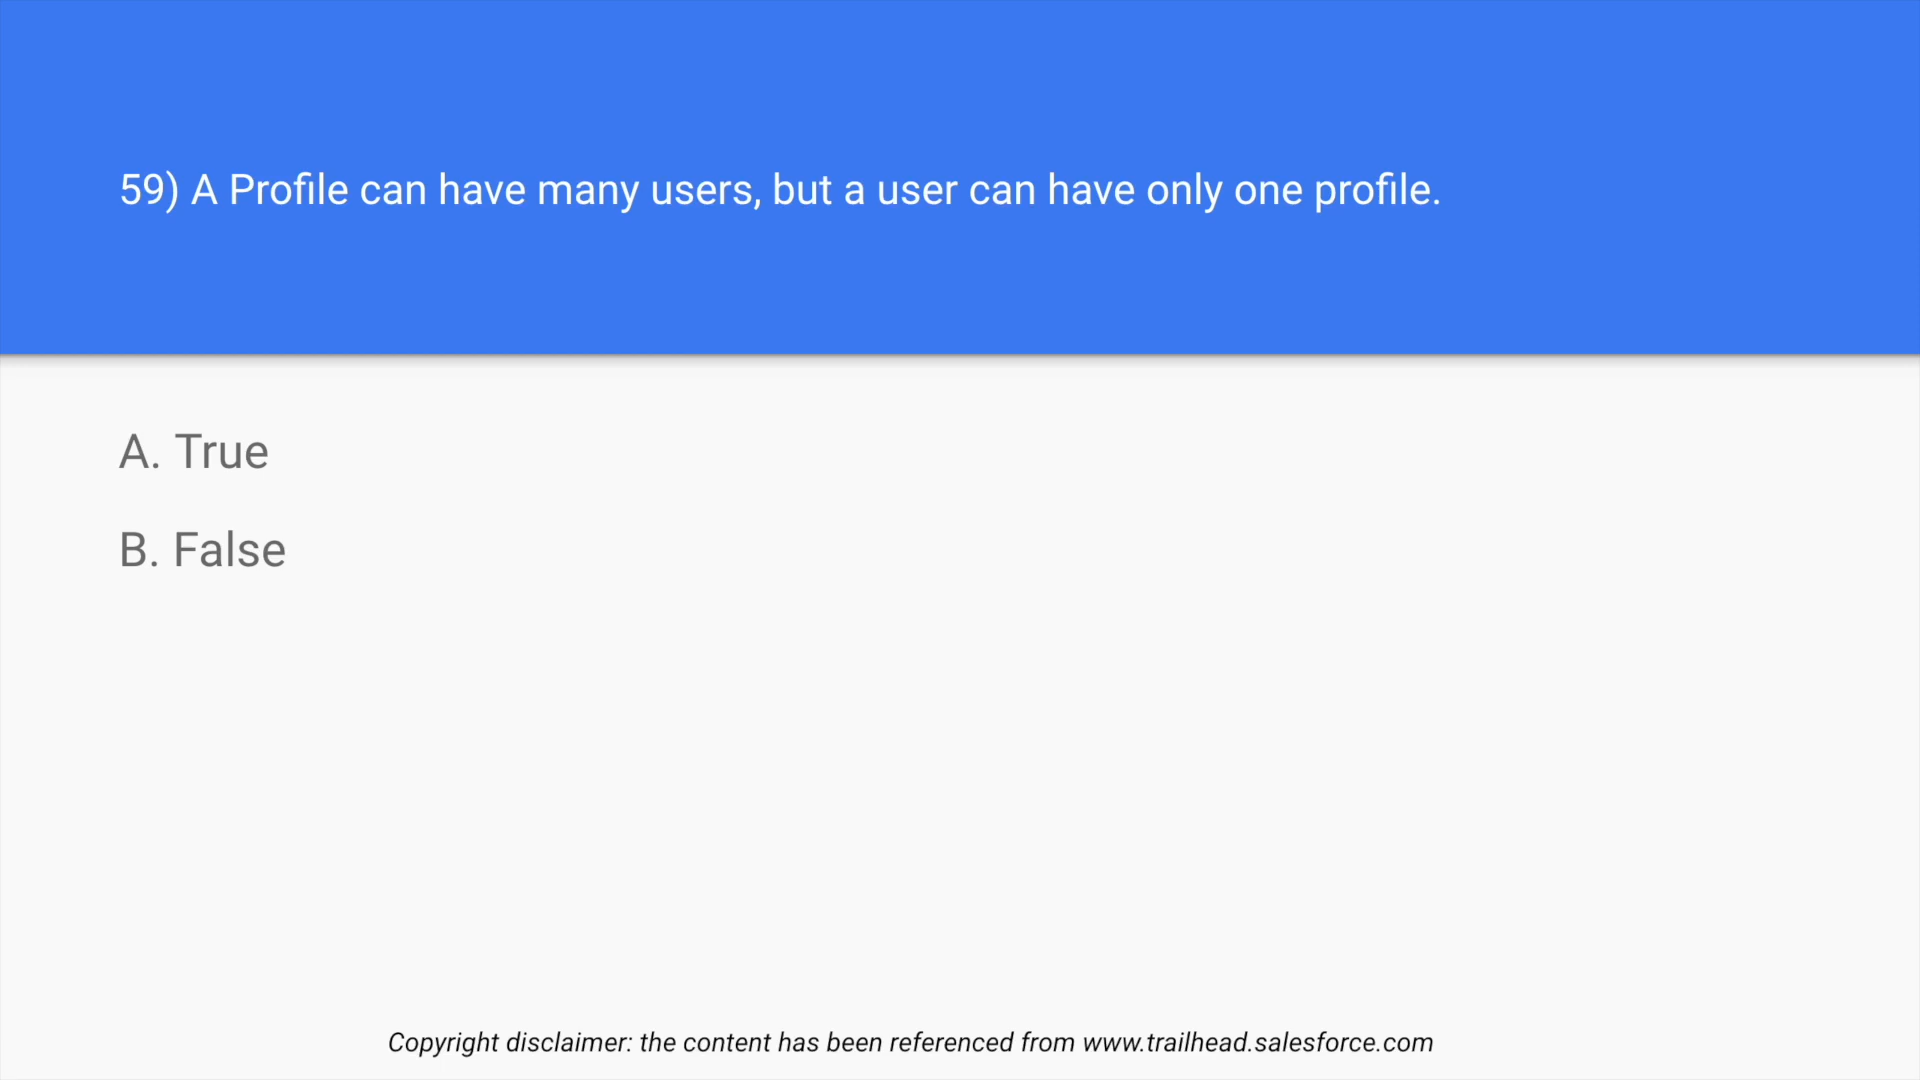 59) A Profile can have many users, but a user can have only one profile.
A. True
B. False
Copyright disclaimer: the content has been referenced from www.trailhead.salesforce.com